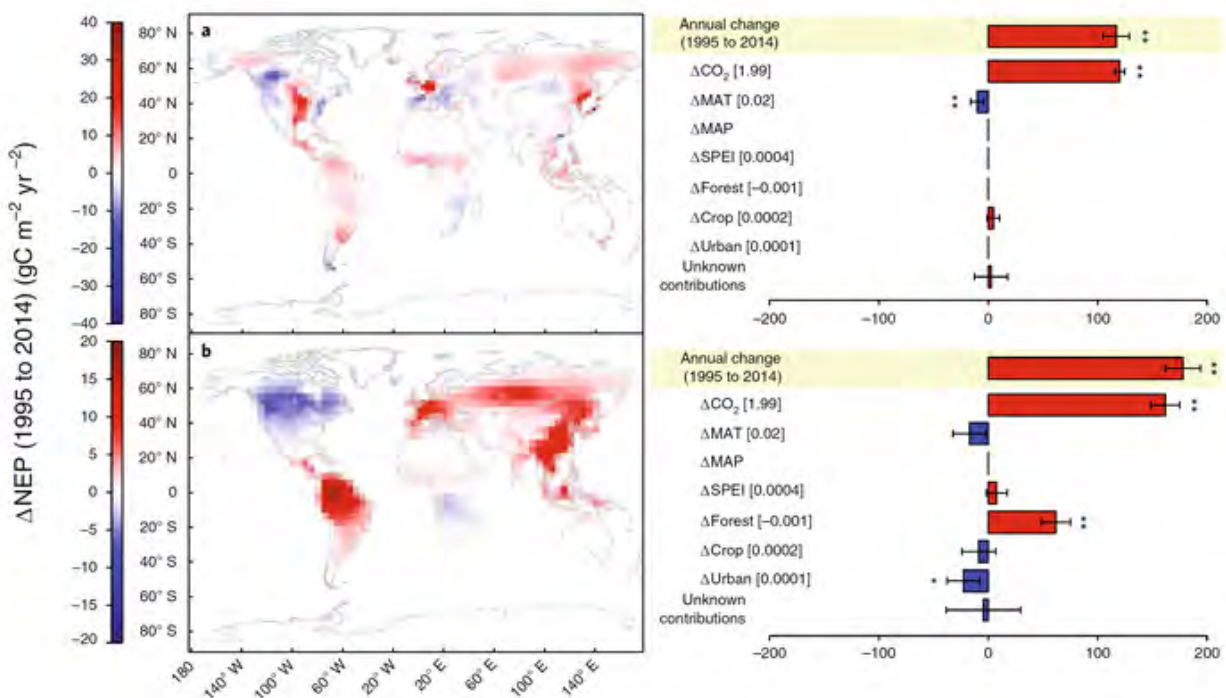 ΔNEP (1995 to 2014) (gC m⁻² yr⁻²)
40
30
20
10
0
−10
−20
−30
−40
a
80° N
60° N
40° N
20° N
0
20° S
40° S
60° S
80° S
Annual change
(1995 to 2014)
**
ΔCO₂ [1.99]
**
ΔMAT [0.02]
**
ΔMAP
ΔSPEI [0.0004]
ΔForest [−0.001]
ΔCrop [0.0002]
ΔUrban [0.0001]
Unknown
contributions
−200 −100 0 100 200
20
15
10
5
0
−5
−10
−15
−20
b
80° N
60° N
40° N
20° N
0
20° S
40° S
60° S
80° S
180 140° W 100° W 60° W 20° W 20° E 60° E 100° E 140° E
Annual change
(1995 to 2014)
**
ΔCO₂ [1.99]
**
ΔMAT [0.02]
ΔMAP
ΔSPEI [0.0004]
ΔForest [−0.001]
**
ΔCrop [0.0002]
ΔUrban [0.0001]
*
Unknown
contributions
−200 −100 0 100 200